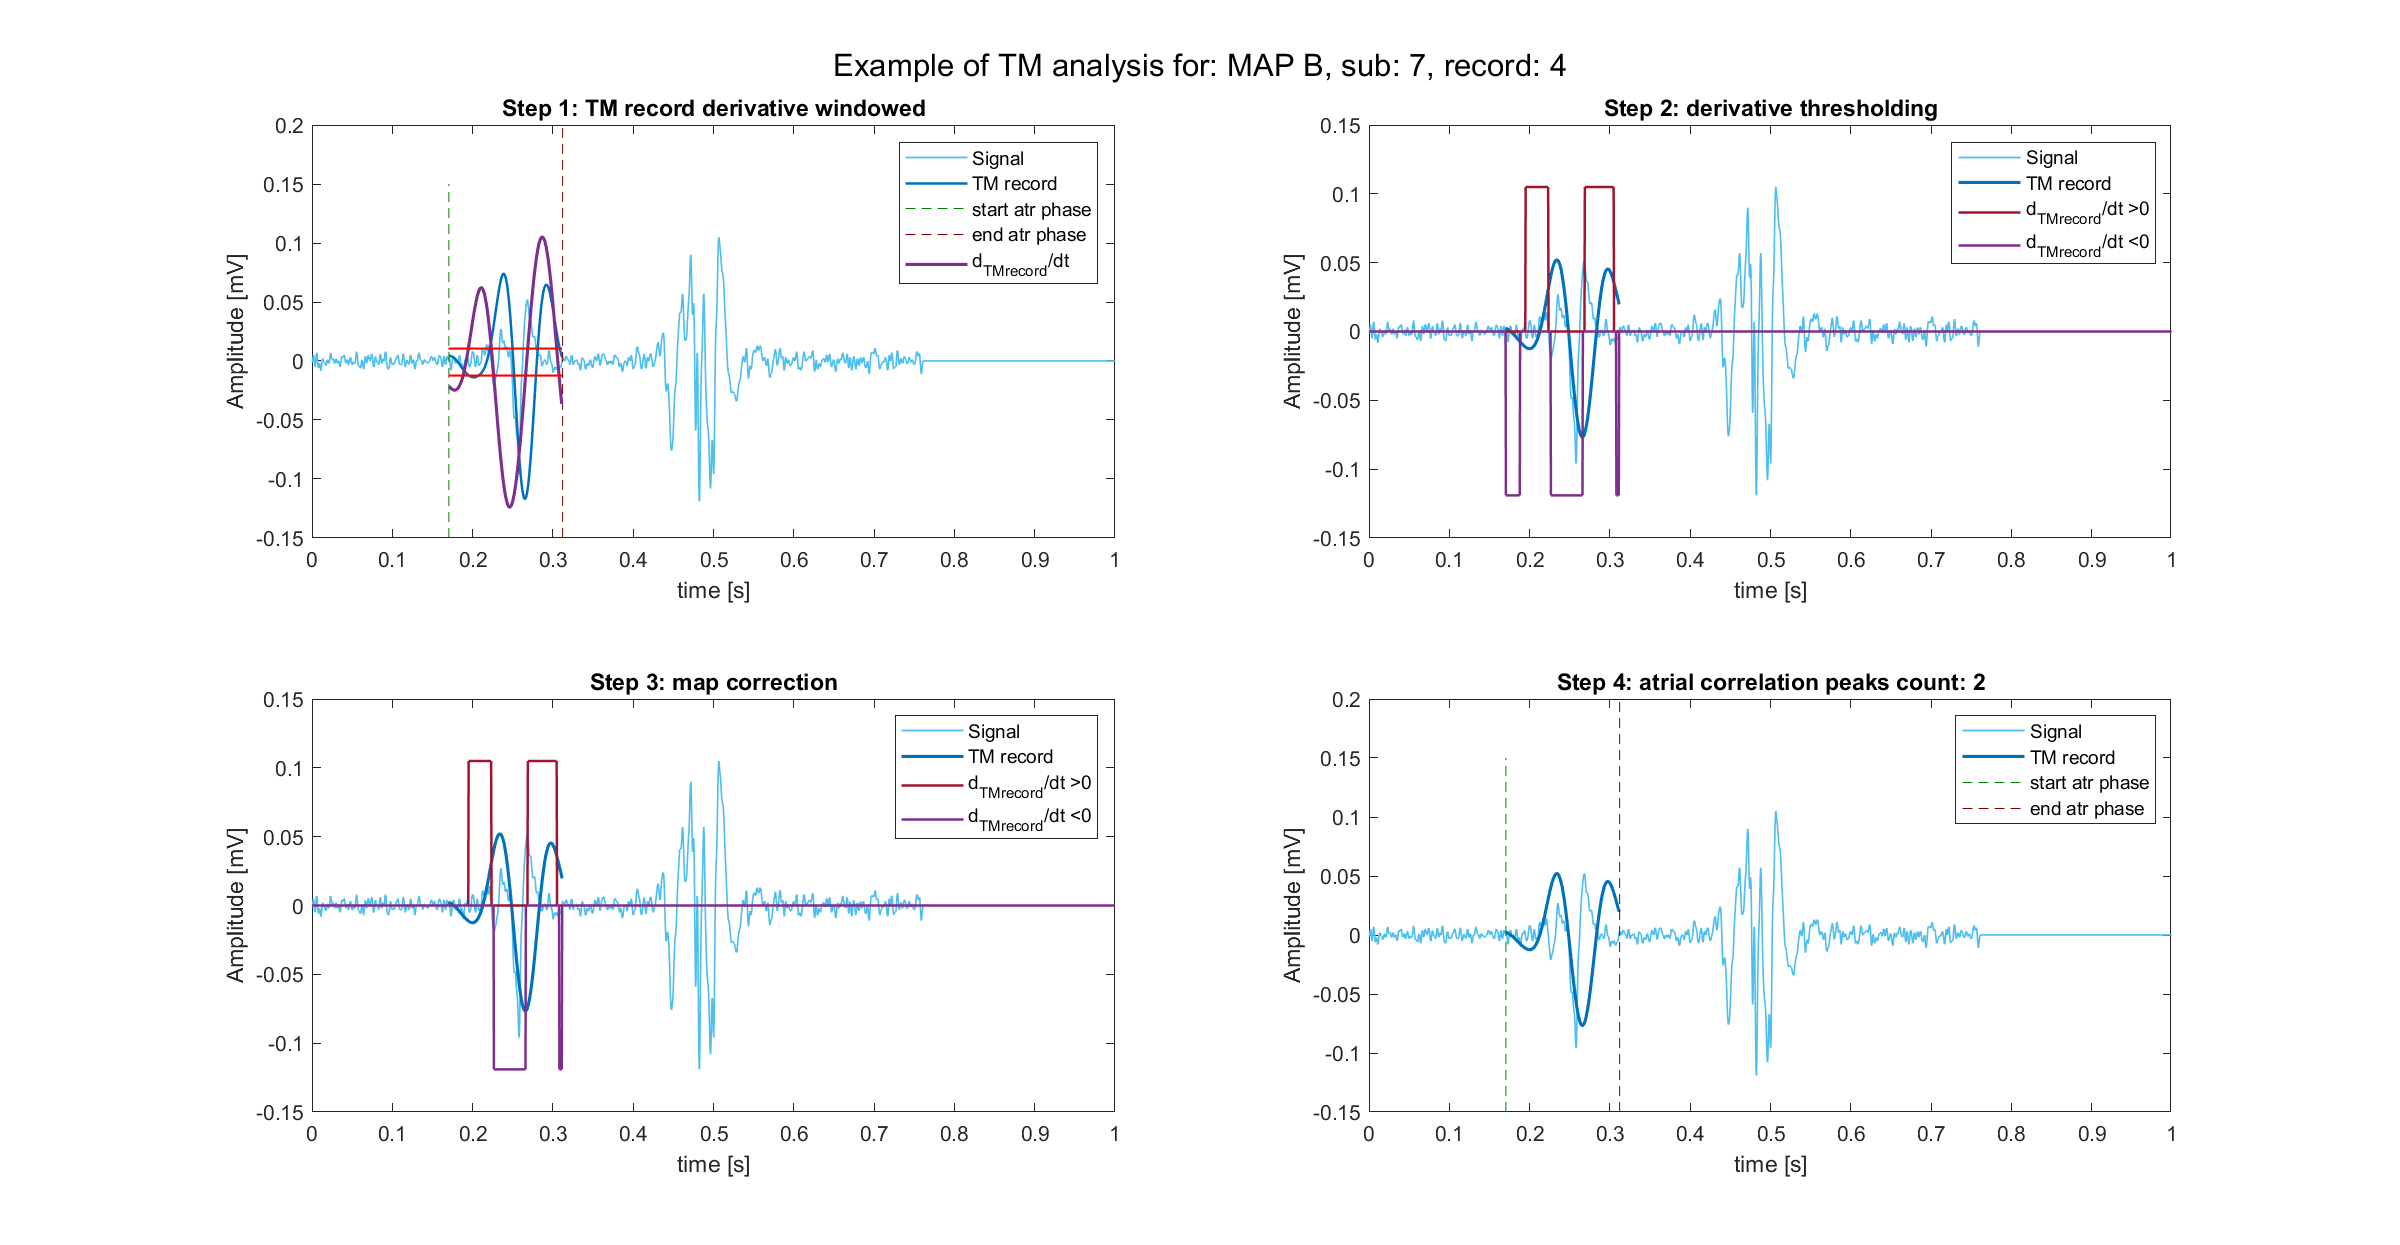 Example of TM analysis for: MAP B, sub: 7, record: 4
Step 1: TM record derivative windowed
0.2
0.15
0.1
0.05
0
-0.05
-0.1
-0.15
Amplitude [mV]
0 0.1 0.2 0.3 0.4 0.5 0.6 0.7 0.8 0.9 1
time [s]
Signal
TM record
start atr phase
end atr phase
dTMrecord/dt
Step 2: derivative thresholding
0.15
0.1
0.05
0
-0.05
-0.1
-0.15
Amplitude [mV]
0 0.1 0.2 0.3 0.4 0.5 0.6 0.7 0.8 0.9 1
time [s]
Signal
TM record
dTMrecord/dt >0
dTMrecord/dt <0
Step 3: map correction
0.15
0.1
0.05
0
-0.05
-0.1
-0.15
Amplitude [mV]
0 0.1 0.2 0.3 0.4 0.5 0.6 0.7 0.8 0.9 1
time [s]
Signal
TM record
dTMrecord/dt >0
dTMrecord/dt <0
Step 4: atrial correlation peaks count: 2
0.2
0.15
0.1
0.05
0
-0.05
-0.1
-0.15
Amplitude [mV]
0 0.1 0.2 0.3 0.4 0.5 0.6 0.7 0.8 0.9 1
time [s]
Signal
TM record
start atr phase
end atr phase